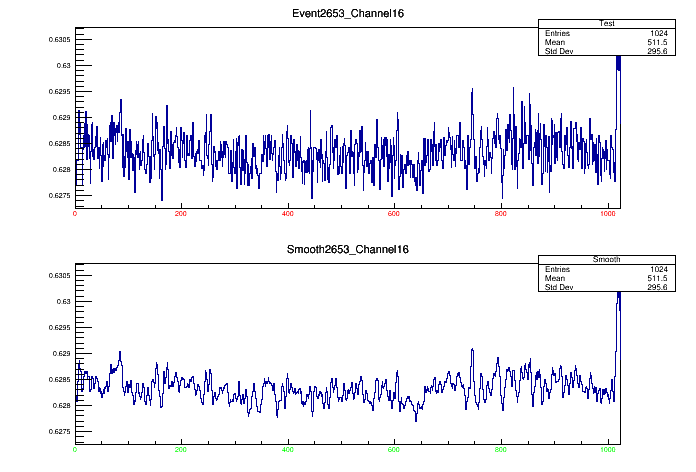 Event2653_Channel16
Test
Entries 1024
Mean 511.5
Std Dev 295.6
0.6305
0.63
0.6295
0.629
0.6285
0.628
0.6275
0 200 400 600 800 1000
Smooth2653_Channel16
Smooth
Entries 1024
Mean 511.5
Std Dev 295.6
0.6305
0.63
0.6295
0.629
0.6285
0.628
0.6275
0 200 400 600 800 1000